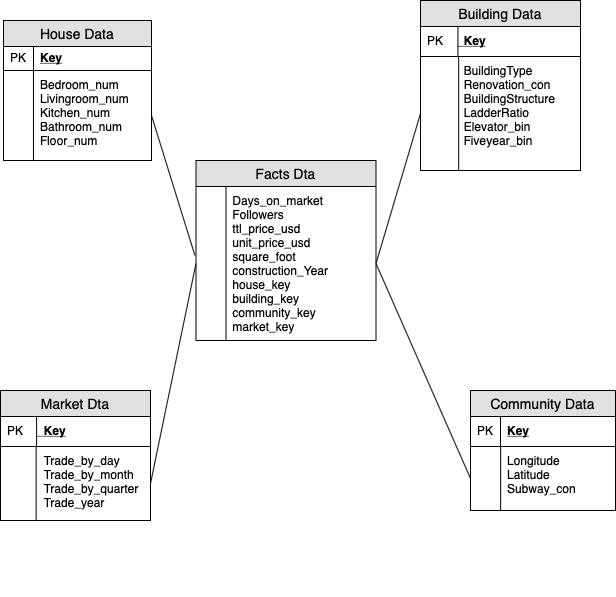 House Data
PK Key
Bedroom_num
Livingroom_num
Kitchen_num
Bathroom_num
Floor_num
Building Data
PK Key
BuildingType
Renovation_con
BuildingStructure
LadderRatio
Elevator_bin
Fiveyear_bin
Facts Dta
Days_on_market
Followers
ttl_price_usd
unit_price_usd
square_foot
construction_Year
house_key
building_key
community_key
market_key
Market Dta
PK Key
Trade_by_day
Trade_by_month
Trade_by_quarter
Trade_year
Community Data
PK Key
Longitude
Latitude
Subway_con